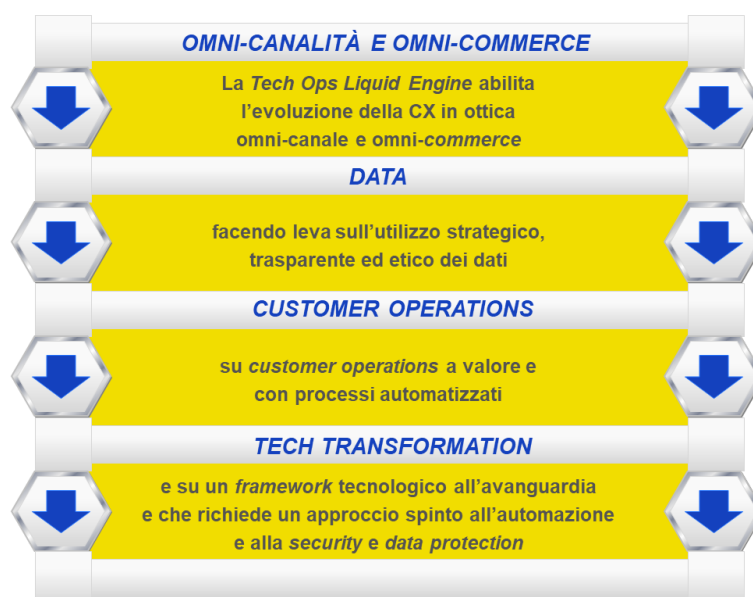 OMNI-CANALITÀ E OMNI-COMMERCE
La Tech Ops Liquid Engine abilita
l’evoluzione della CX in ottica
omni-canale e omni-commerce
DATA
facendo leva sull’utilizzo strategico,
trasparente ed etico dei dati
CUSTOMER OPERATIONS
su customer operations a valore e
con processi automatizzati
TECH TRANSFORMATION
e su un framework tecnologico all’avanguardia
e che richiede un approccio spinto all’automazione
e alla security e data protection